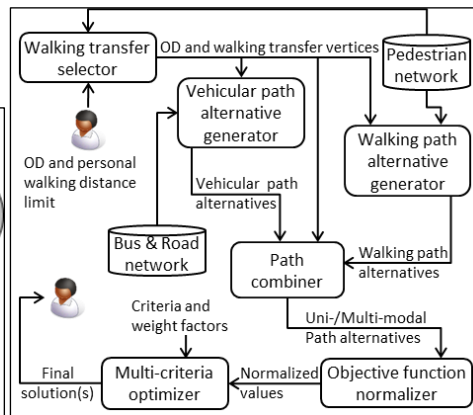 Walking transfer
selector
OD and walking transfer vertices
Pedestrian
network
Vehicular path
alternative
generator
Walking path
alternative
generator
OD and personal
walking distance
limit
Vehicular path
alternatives
Bus & Road
network
Path
combiner
Walking path
alternatives
Criteria and
weight factors
Uni-/Multi-modal
Path alternatives
Final
solution(s)
Multi-criteria
optimizer
Normalized
values
Objective function
normalizer